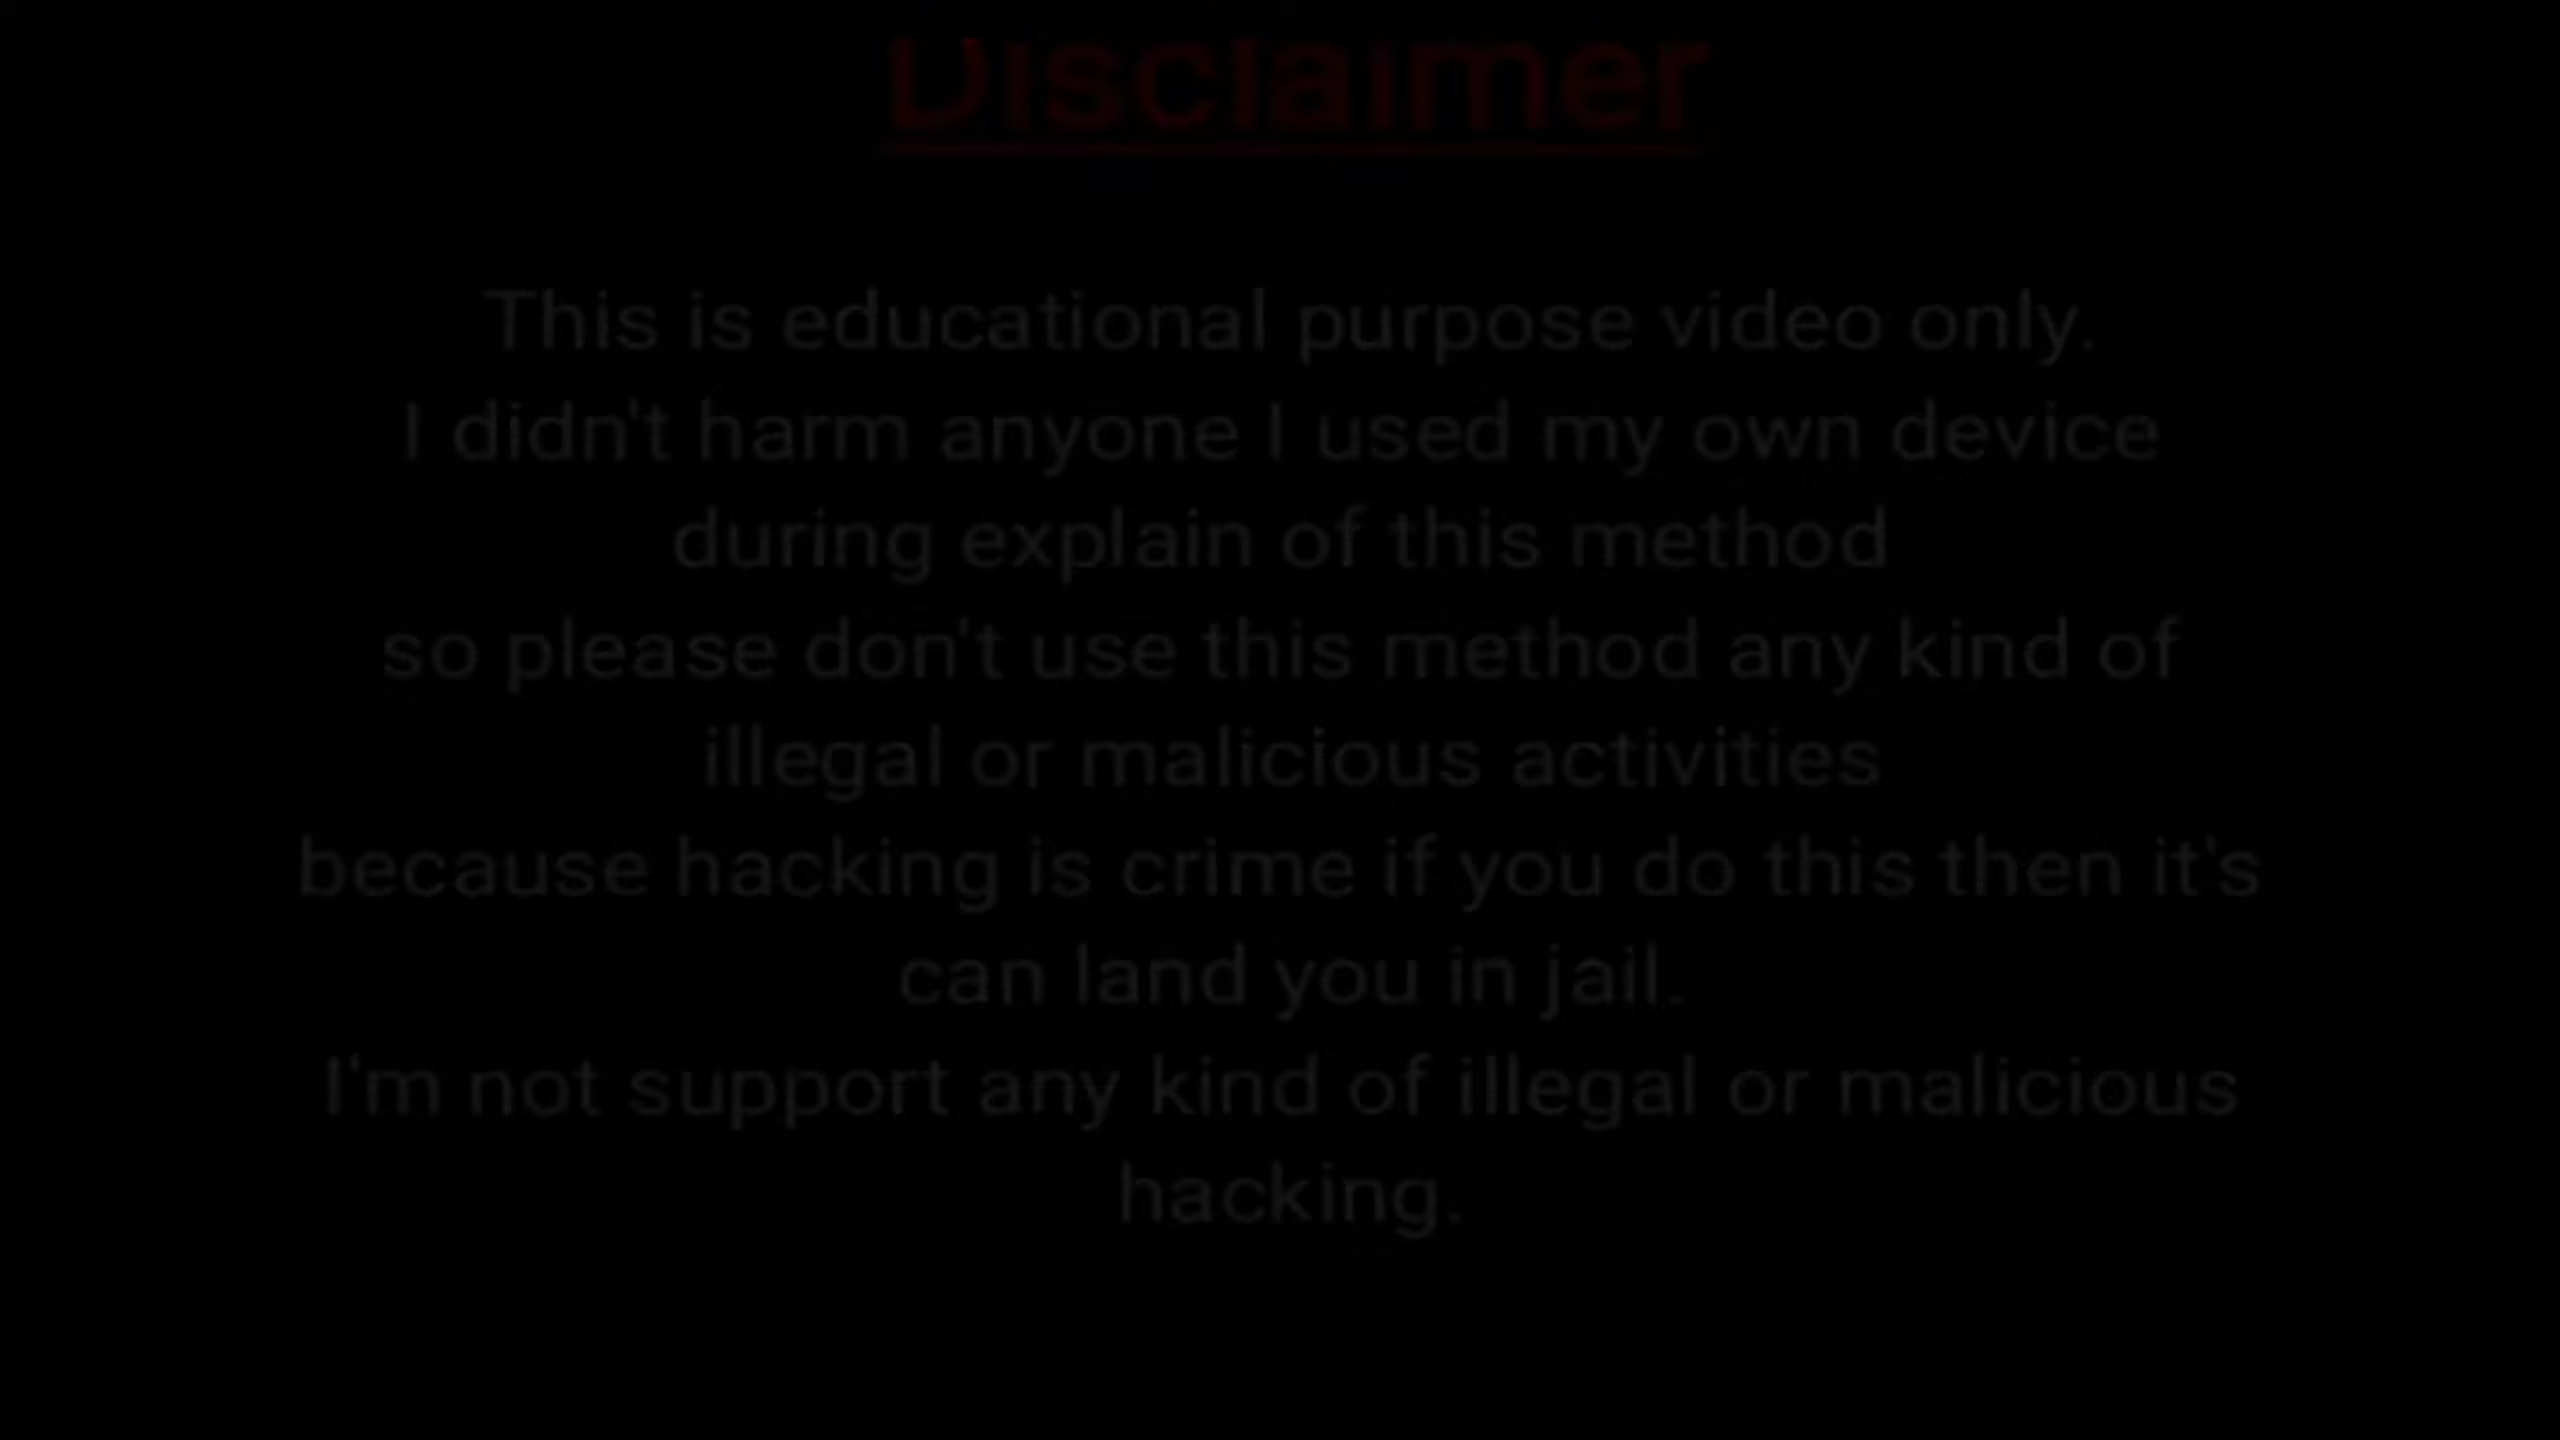 Disclaimer
This is educational purpose video only.
I didn't harm anyone I used my own device
during explain of this method
so please don't use this method any kind of
illegal or malicious activities
because hacking is crime if you do this then it's
can land you in jail.
I'm not support any kind of illegal or malicious
hacking.